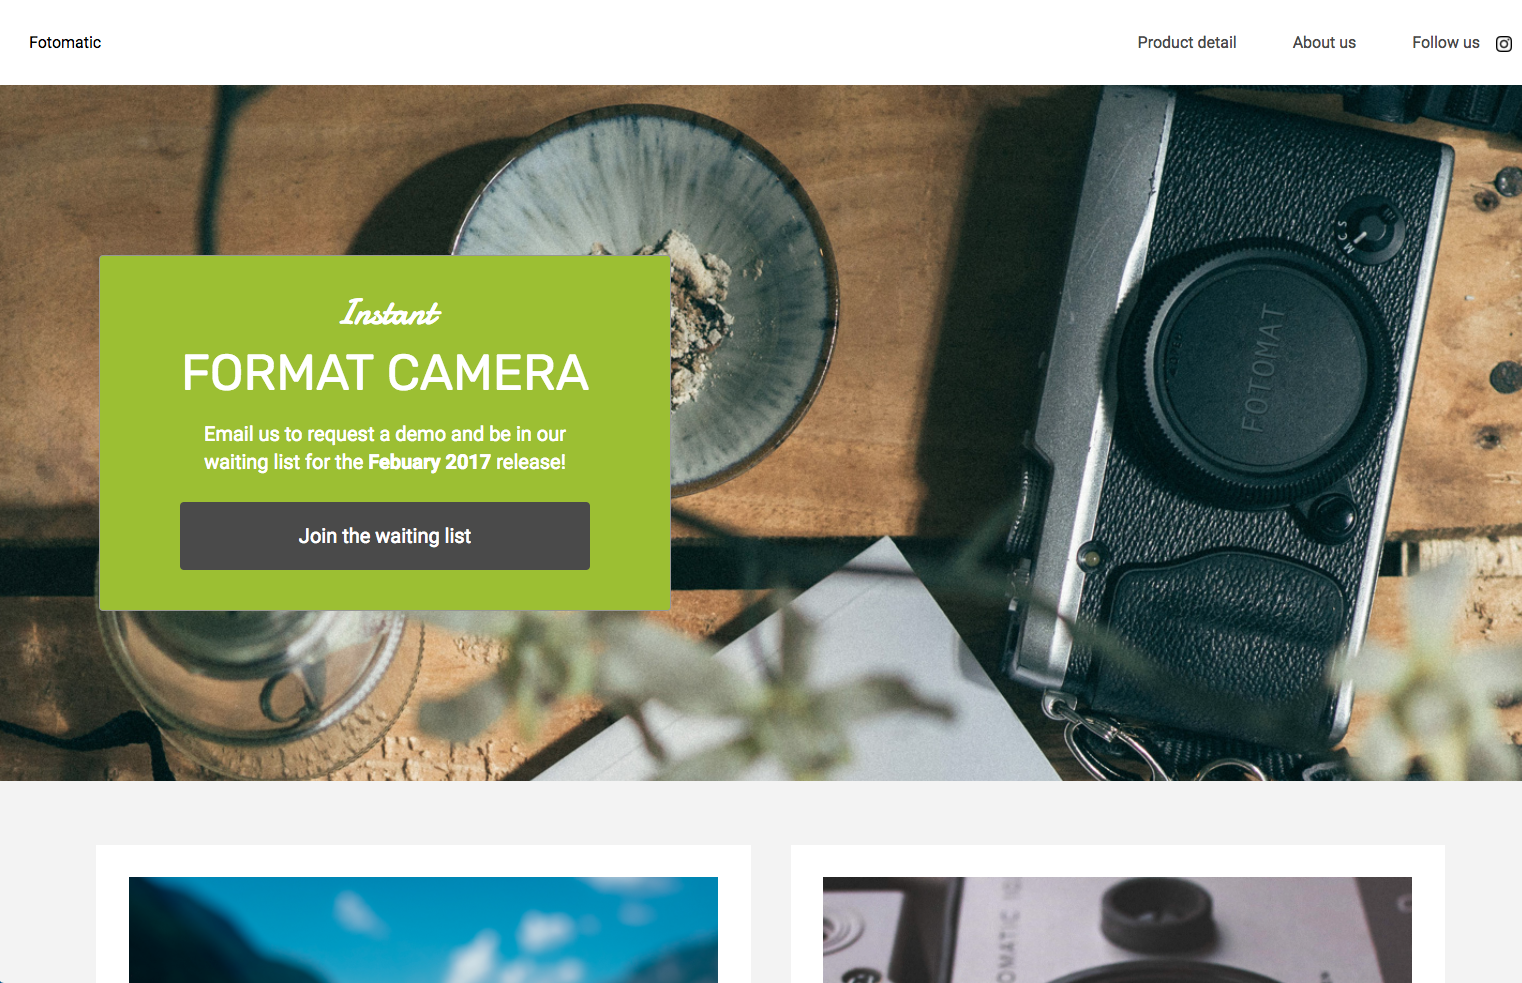 Fotomatic
Product detail
About us
Follow us
Instant
FORMAT CAMERA
Email us to request a demo and be in our
waiting list for the Febuary 2017 release!
Join the waiting list
FOTOMAT
S
C
W
M